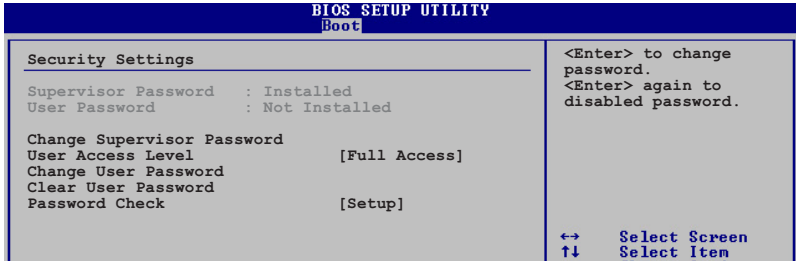 BIOS SETUP UTILITY
Boot
Security Settings
Supervisor Password : Installed
User Password : Not Installed
Change Supervisor Password
User Access Level [Full Access]
Change User Password
Clear User Password
Password Check [Setup]
<Enter> to change
password.
<Enter> again to
disabled password.
←→ Select Screen
↑↓ Select Item